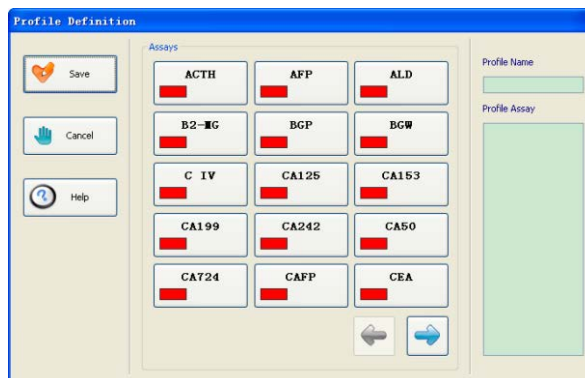 Profile Definition
Save
Cancel
Help
Assays
ACTH AFP ALD
B2-MG BGP BGW
C IV CA125 CA153
CA199 CA242 CA50
CA724 CAFP CEA
Profile Name
Profile Assay